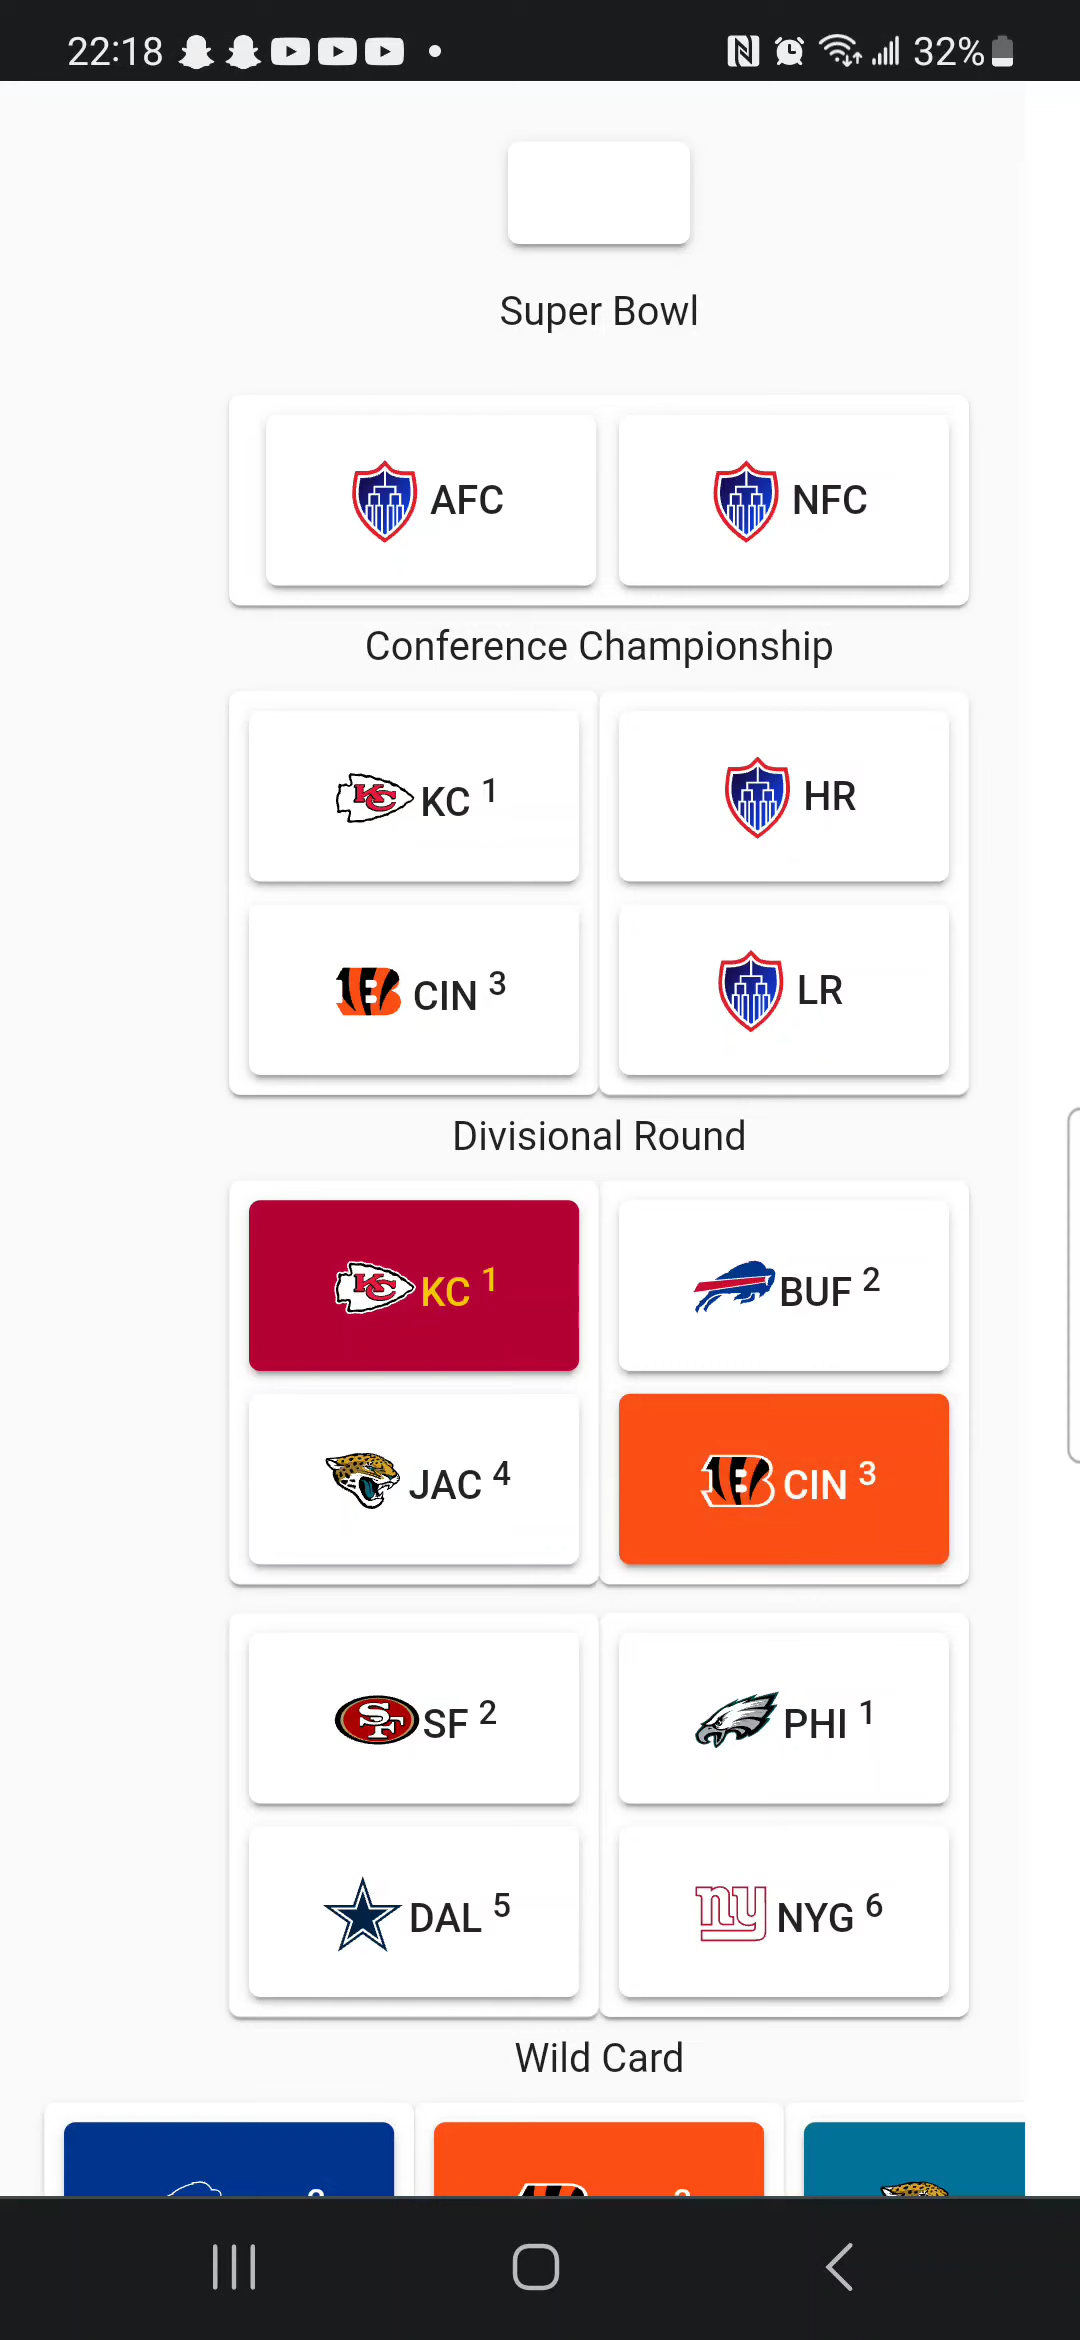 22:18 32%
Super Bowl
AFC NFC
Conference Championship
KC 1 HR
CIN 3 LR
Divisional Round
KC 1 BUF 2
JAC 4 CIN 3
SF 2 PHI 1
DAL 5 NYG 6
Wild Card